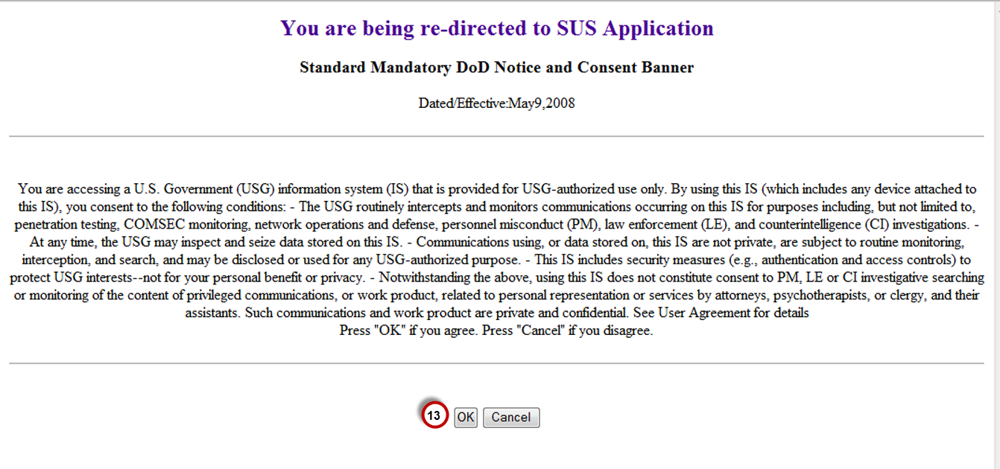 You are being re-directed to SUS Application
Standard Mandatory DoD Notice and Consent Banner
Dated/Effective:May9,2008
You are accessing a U.S. Government (USG) information system (IS) that is provided for USG-authorized use only. By using this IS (which includes any device attached to
this IS), you consent to the following conditions: - The USG routinely intercepts and monitors communications occurring on this IS for purposes including, but not limited to,
penetration testing, COMSEC monitoring, network operations and defense, personnel misconduct (PM), law enforcement (LE), and counterintelligence (CI) investigations. -
At any time, the USG may inspect and seize data stored on this IS. - Communications using, or data stored on, this IS are not private, are subject to routine monitoring,
interception, and search, and may be disclosed or used for any USG-authorized purpose. - This IS includes security measures (e.g., authentication and access controls) to
protect USG interests--not for your personal benefit or privacy. - Notwithstanding the above, using this IS does not constitute consent to PM, LE or CI investigative searching
or monitoring of the content of privileged communications, or work product, related to personal representation or services by attorneys, psychotherapists, or clergy, and their
assistants. Such communications and work product are private and confidential. See User Agreement for details
Press "OK" if you agree. Press "Cancel" if you disagree.
13 OK Cancel